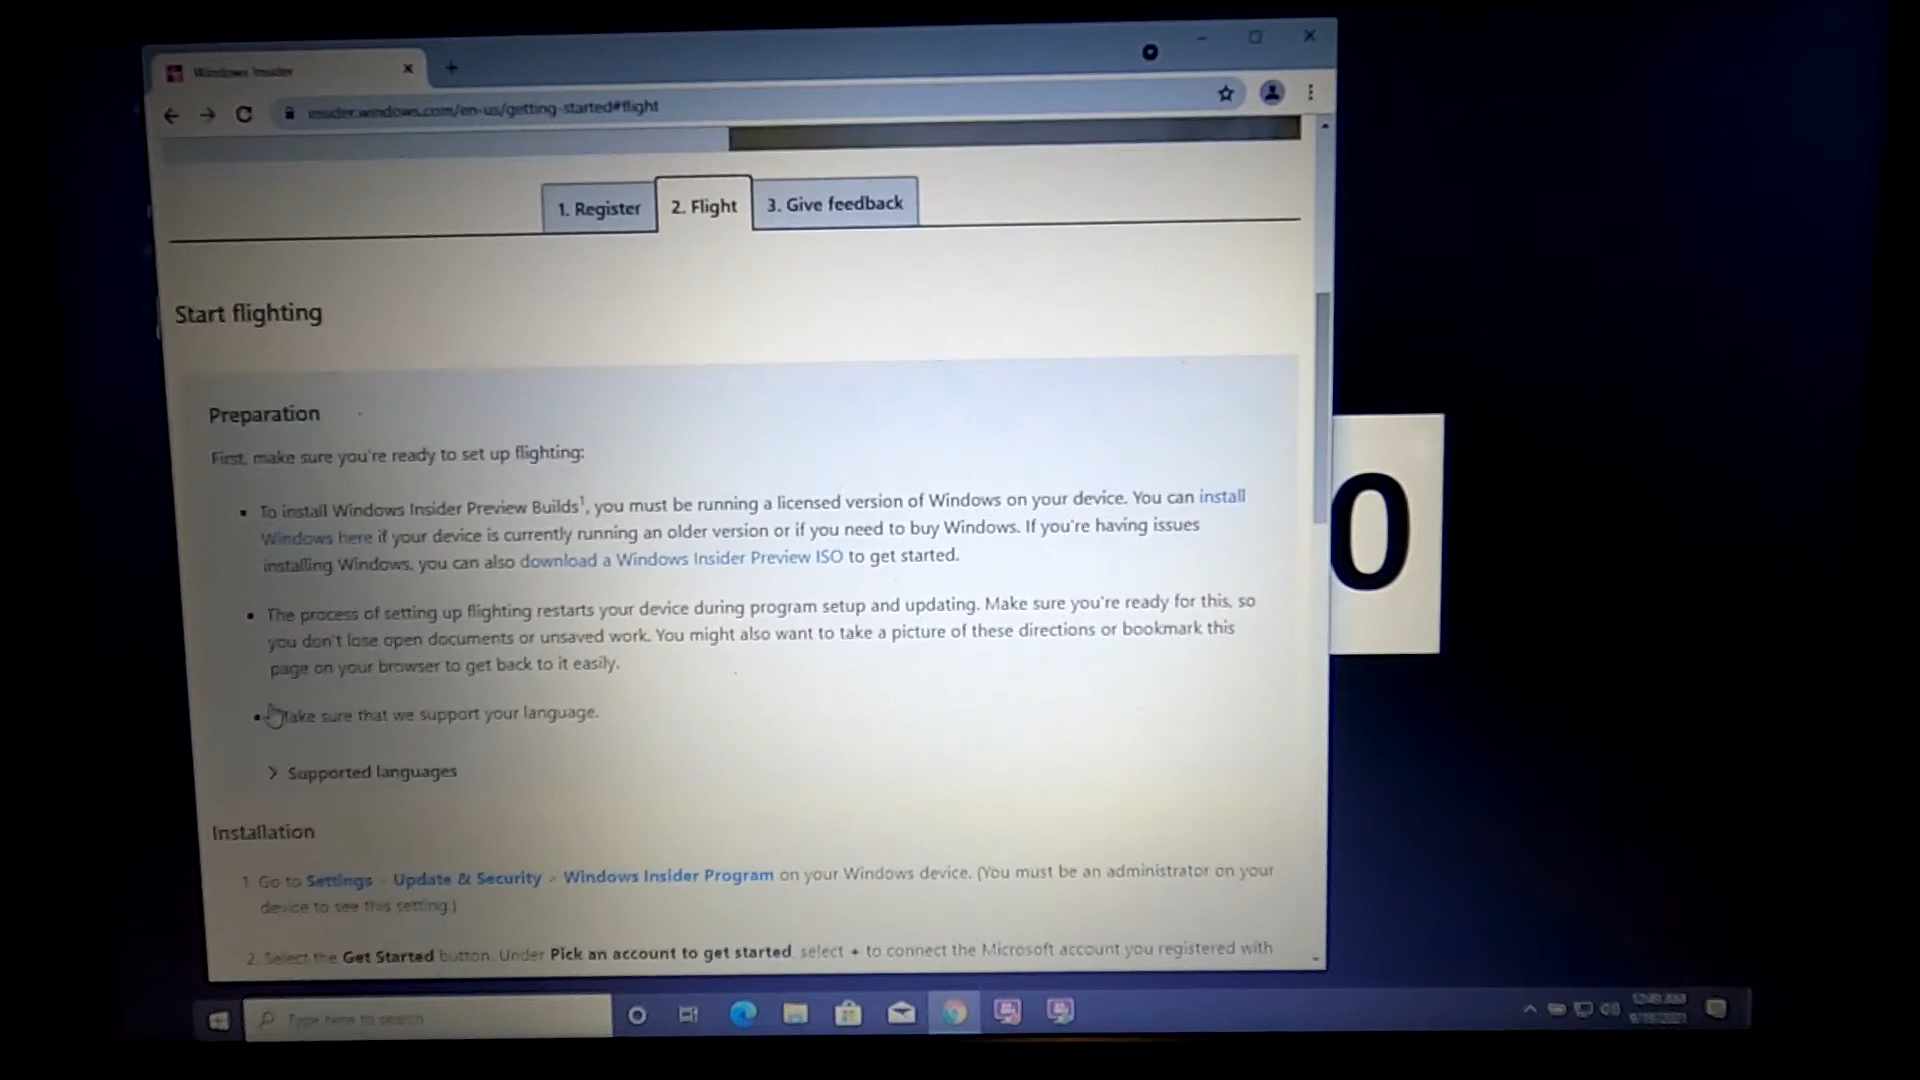 Windows Insider
insider.windows.com/en-us/getting-started#flight
1. Register
2. Flight
3. Give feedback
Start flighting
Preparation
First, make sure you're ready to set up flighting:
To install Windows Insider Preview Builds1, you must be running a licensed version of Windows on your device. You can install
Windows here if your device is currently running an older version or if you need to buy Windows. If you're having issues
installing Windows, you can also download a Windows Insider Preview ISO to get started.
The process of setting up flighting restarts your device during program setup and updating. Make sure you're ready for this, so
you don't lose open documents or unsaved work. You might also want to take a picture of these directions or bookmark this
page on your browser to get back to it easily.
Make sure that we support your language.
Supported languages
Installation
1. Go to Settings > Update & Security > Windows Insider Program on your Windows device. (You must be an administrator on your
device to see this setting.)
2. Select the Get Started button. Under Pick an account to get started, select + to connect the Microsoft account you registered with
0
Type here to search